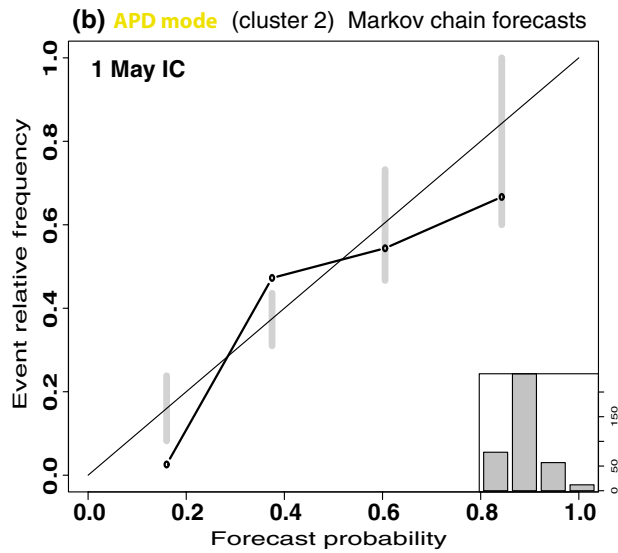 (b) APD mode (cluster 2) Markov chain forecasts
1 May IC
Event relative frequency
1.0
0.8
0.6
0.4
0.2
0.0
150
50
0
0.0 0.2 0.4 0.6 0.8 1.0
Forecast probability